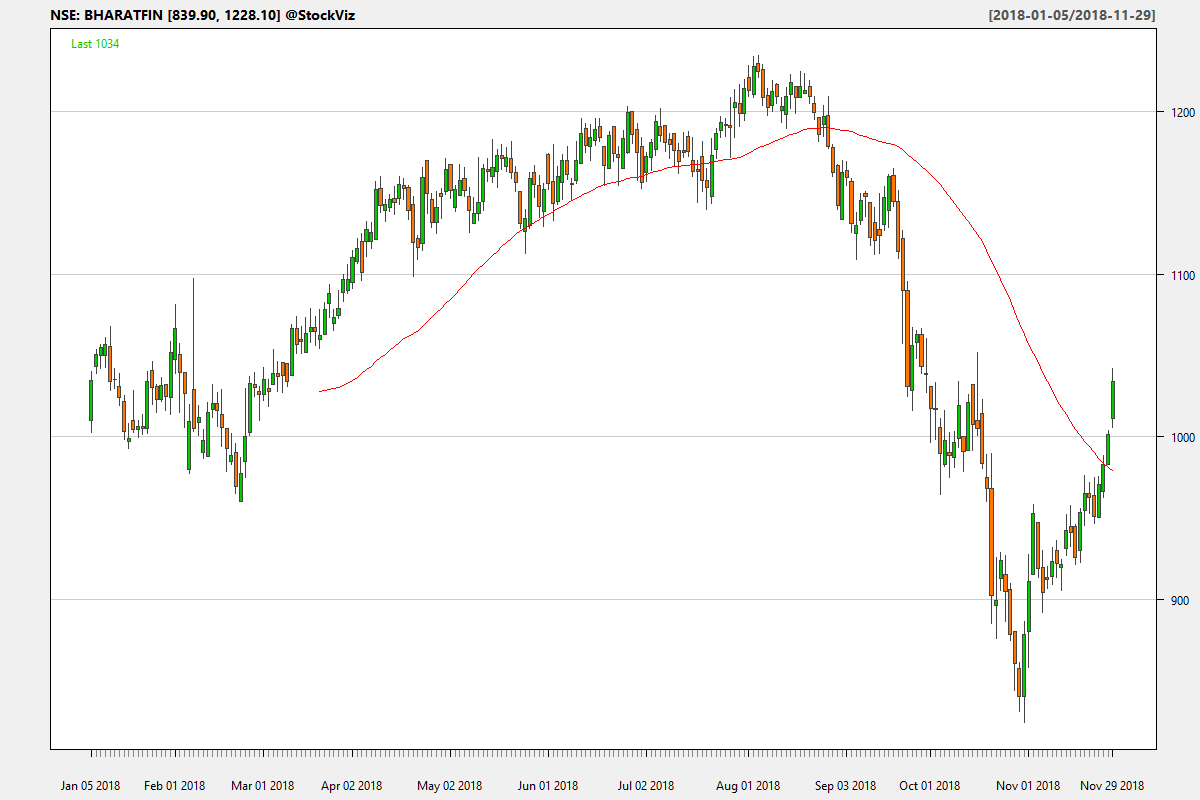 NSE: BHARATFIN [839.90, 1228.10] @StockViz [2018-01-05/2018-11-29]
Last 1034
1200
1100
1000
900
Jan 05 2018 Feb 01 2018 Mar 01 2018 Apr 02 2018 May 02 2018 Jun 01 2018 Jul 02 2018 Aug 01 2018 Sep 03 2018 Oct 01 2018 Nov 01 2018 Nov 29 2018